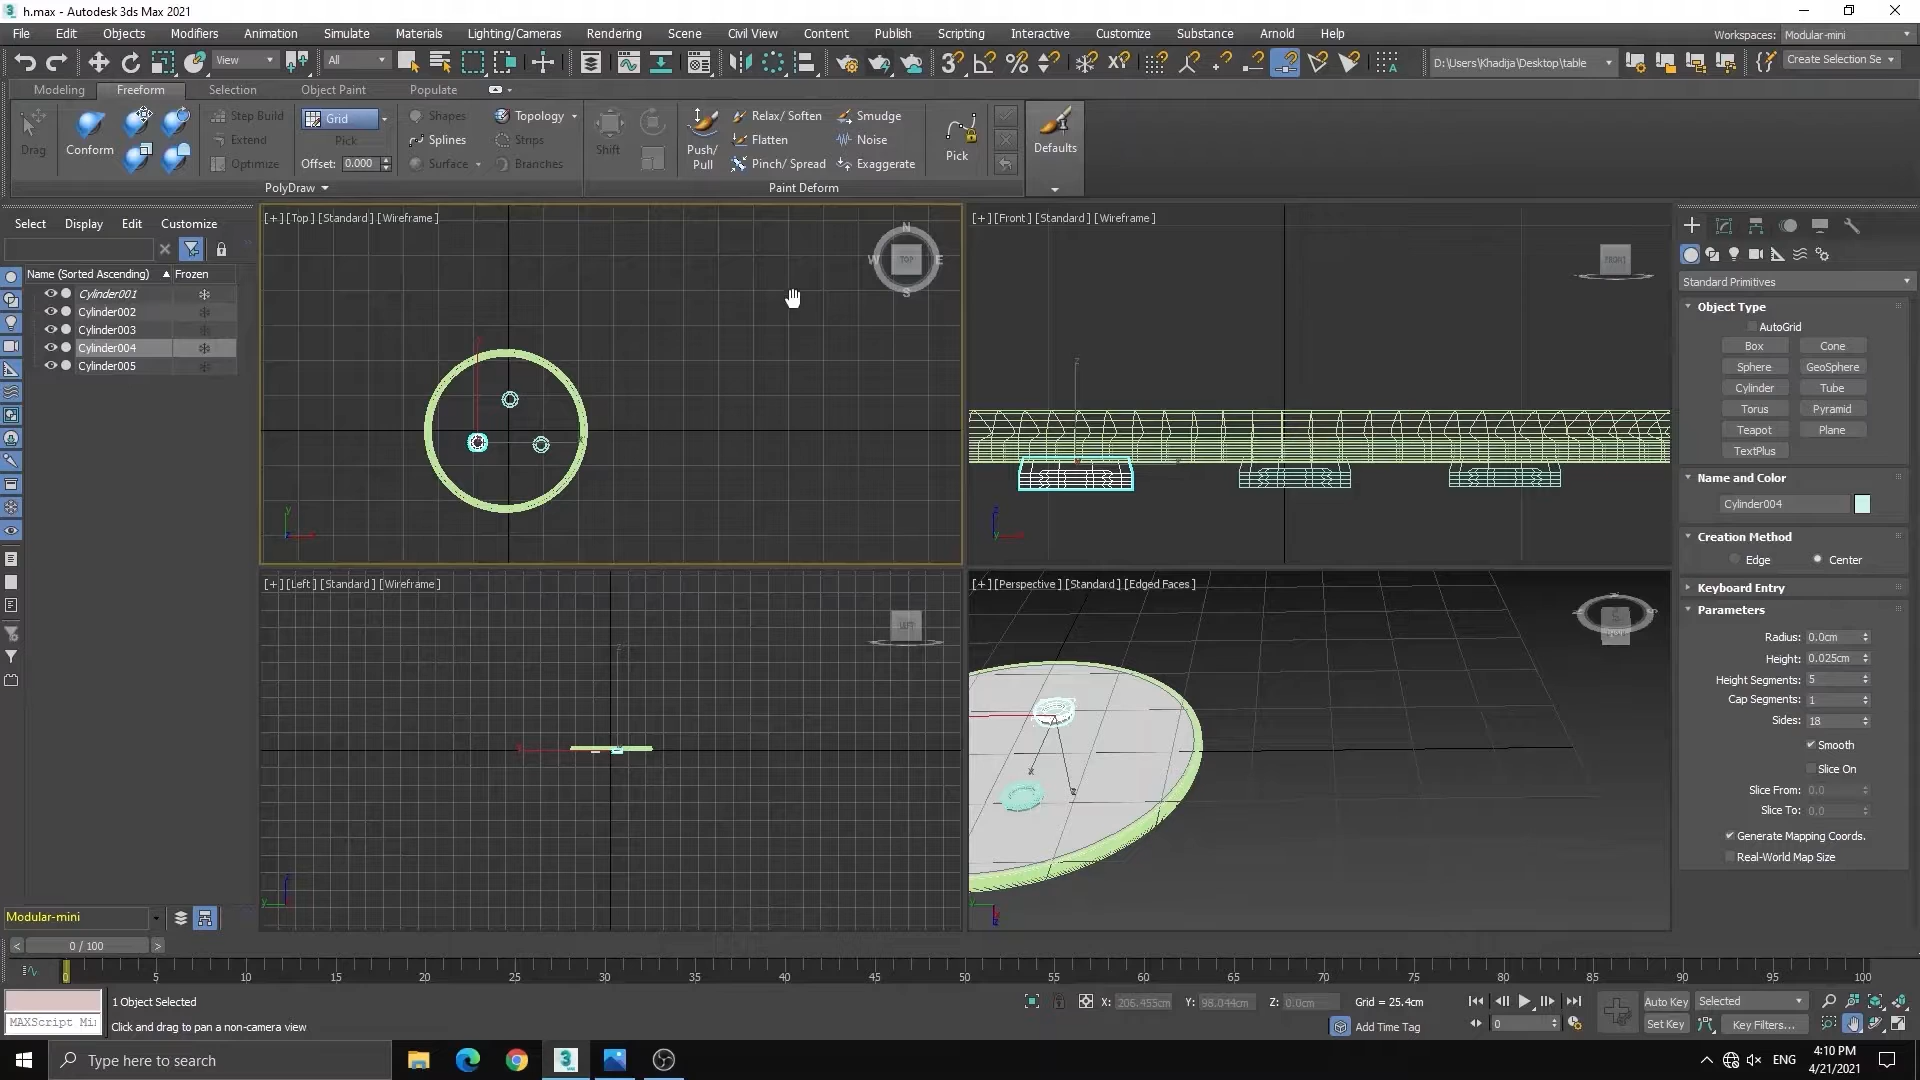 h.max - Autodesk 3ds Max 2021
File Edit Objects Modifiers Animation Simulate Materials Lighting/Cameras Rendering Scene Civil View Content Publish Scripting Interactive Customize Substance Arnold Help Workspaces: Modular-mini
View All D:\Users\Khadija\Desktop\table Create Selection Se
Modeling Freeform Selection Object Paint Populate
Drag Conform Step Build Extend Optimize Grid Pick Offset: 0.000 Shapes Splines Surface Topology Strips Branches Shift Push/ Pull Relax/ Soften Flatten Pinch/ Spread Smudge Noise Exaggerate Pick Defaults
PolyDraw Paint Deform
Select Display Edit Customize
Name (Sorted Ascending) Frozen
Cylinder001
Cylinder002
Cylinder003
Cylinder004
Cylinder005
[+] [Top] [Standard] [Wireframe]
N
W TOP E
S
y
[+] [Front] [Standard] [Wireframe]
FRONT
z
[+] [Left] [Standard] [Wireframe]
LEFT
[+] [Perspective] [Standard] [Edged Faces]
Standard Primitives
Object Type
AutoGrid
Box Cone
Sphere GeoSphere
Cylinder Tube
Torus Pyramid
Teapot Plane
TextPlus
Name and Color
Cylinder004
Creation Method
Edge Center
Keyboard Entry
Parameters
Radius: 0.0cm
Height: 0.025cm
Height Segments: 5
Cap Segments: 1
Sides: 18
Smooth
Slice On
Slice From: 0.0
Slice To: 0.0
Generate Mapping Coords.
Real-World Map Size
Modular-mini
< 0 / 100 >
0 5 10 15 20 25 30 35 40 45 50 55 60 65 70 75 80 85 90 95 100
1 Object Selected X: 206.455cm Y: 98.044cm Z: 0.0cm Grid = 25.4cm Auto Key Selected
MAXScript Mi Click and drag to pan a non-camera view Add Time Tag 0 Set Key Key Filters...
Type here to search ENG 4:10 PM
4/21/2021